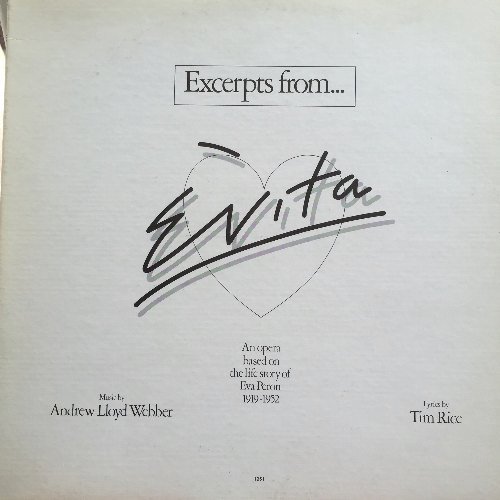 Excerpts from...
Evita
An opera
based on
the life story of
Eva Peron
1919-1952
Music by
Andrew Lloyd Webber
Lyrics by
Tim Rice